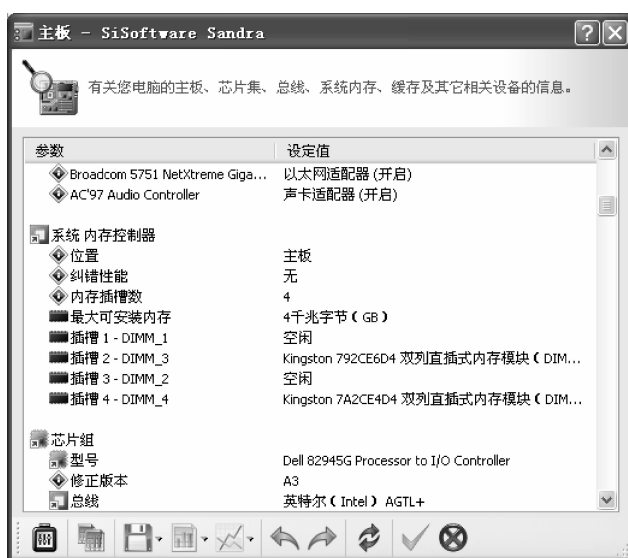 主板 - SiSoftware Sandra
有关您电脑的主板、芯片集、总线、系统内存、缓存及其它相关设备的信息。
参数 设定值
Broadcom 5751 NetXtreme Giga... 以太网适配器 (开启)
AC'97 Audio Controller 声卡适配器 (开启)
系统 内存控制器
位置 主板
纠错性能 无
内存插槽数 4
最大可安装内存 4千兆字节（GB）
插槽 1 - DIMM_1 空闲
插槽 2 - DIMM_3 Kingston 792CE6D4 双列直插式内存模块（DIM...
插槽 3 - DIMM_2 空闲
插槽 4 - DIMM_4 Kingston 7A2CE4D4 双列直插式内存模块（DIM...
芯片组
型号 Dell 82945G Processor to I/O Controller
修正版本 A3
总线 英特尔（Intel）AGTL+